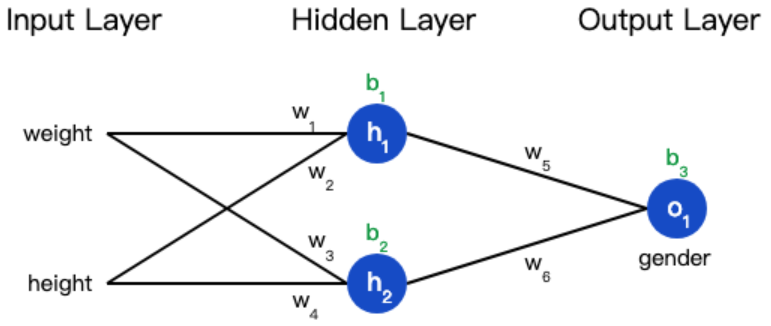 Input Layer
Hidden Layer
Output Layer
b1
weight
w1
h1
w2
w5
b3
o1
gender
w3
b2
height
w4
h2
w6